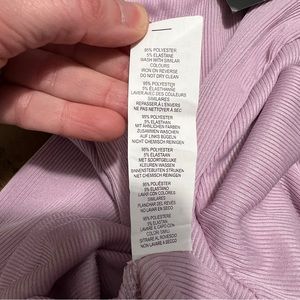 95% POLYESTER
5% ELASTANE
WASH WITH SIMILAR
COLOURS
IRON ON REVERSE
DO NOT DRY CLEAN
95% POLYESTER
5% ÉLASTHANNE
LAVER AVEC DES COULEURS
SIMILAIRES
REPASSER À L'ENVERS
NE PAS NETTOYER À SEC
95% POLYESTER
5% ELASTAN
MIT ÄHNLICHEN FARBEN
ZUSAMMEN WASCHEN
AUF LINKS BÜGELN
NICHT CHEMISCH REINIGEN
95% POLYESTER
5% ELASTAAN
MET SOORTGELIJKE
KLEUREN WASSEN
BINNENSTEBUITEN STRIJKEN
NIET CHEMISCH REINIGEN
95% POLIÉSTER
5% ELASTANO
LAVAR CON COLORES
SIMILARES
PLANCHAR DEL REVÉS
NO LAVAR EN SECO
95% POLIESTERE
5% ELASTAN
LAVARE A CAPO CON
COLORI SIMILI
STIRARE AL ROVESCIO
NON LAVARE A SECCO